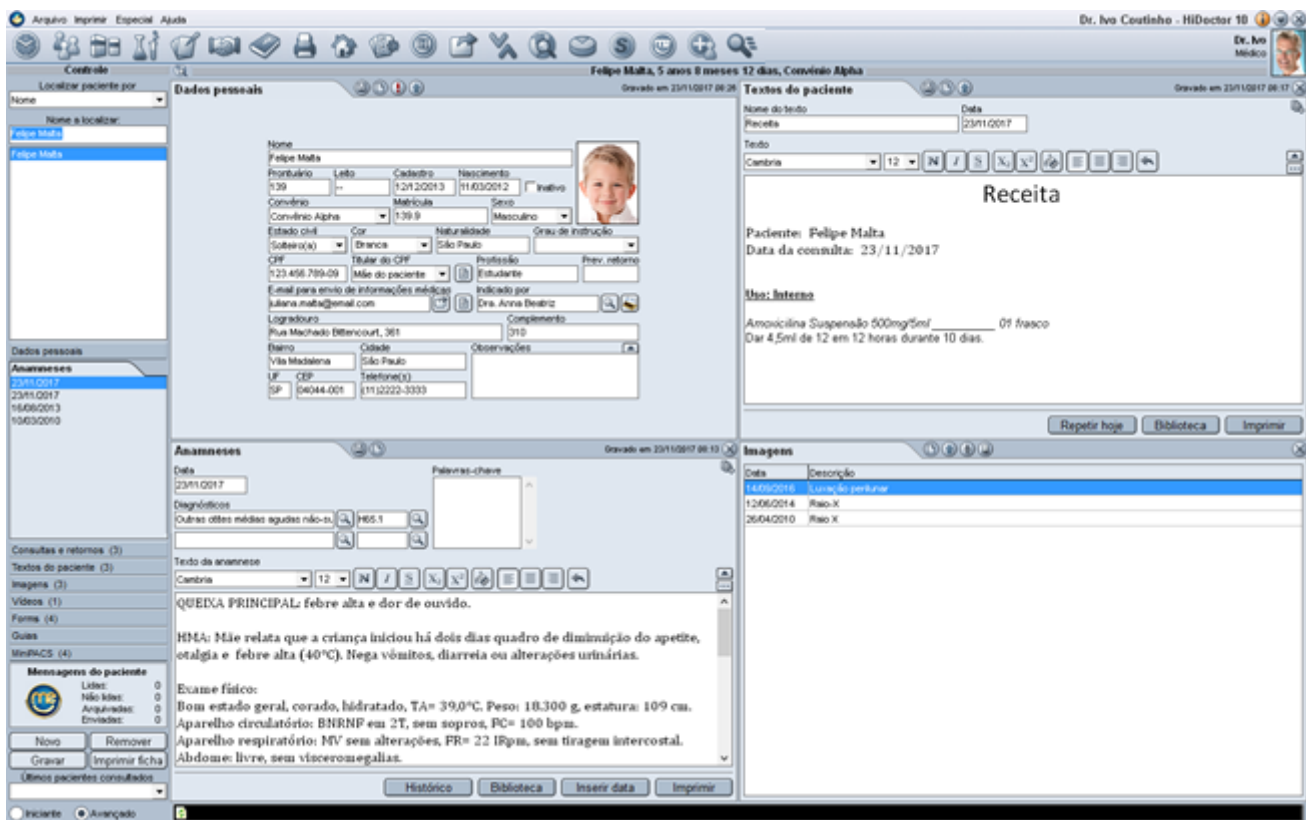 Arquivo Imprimir Especial Ajuda
Dr. Ivo Coutinho - HiDoctor 10
Dr. Ivo
Médico
Controle
Felipe Malta, 5 anos 8 meses 12 dias, Convênio Alpha
Localizar paciente por
Nome
Nome a localizar:
Felipe Malta
Felipe Malta
Dados pessoais
Anamneses
23/11/2017
23/11/2017
16/08/2013
10/03/2010
Consultas e retornos (3)
Textos do paciente (3)
Imagens (3)
Vídeos (1)
Forms (4)
Guias
MiniPACS (4)
Mensagens do paciente
Lidas: 0
Não lidas: 0
Arquivadas: 0
Enviadas: 0
Novo Remover
Gravar Imprimir ficha
Últimos pacientes consultados
Iniciante Avançado
Dados pessoais
Gravado em 23/11/2017 00:26
Nome
Felipe Malta
Prontuário Leito Cadastro Nascimento
139 -- 12/12/2013 11/03/2012 Inativo
Convênio Matrícula Sexo
Convênio Alpha 139.9 Masculino
Estado civil Cor Naturalidade Grau de instrução
Solteiro(a) Branca São Paulo
CPF Titular do CPF Profissão Prev. retorno
123.456.789-09 Mãe do paciente Estudante
E-mail para envio de informações médicas Indicado por
juliana.malta@email.com Dra. Anna Beatriz
Logradouro Complemento
Rua Machado Bittencourt, 361 310
Bairro Cidade Observações
Vila Madalena São Paulo
UF CEP Telefone(s)
SP 04044-001 (11)2222-3333
Textos do paciente
Gravado em 23/11/2017 00:17
Nome do texto Data
Receita 23/11/2017
Texto
Cambria 12 N I S X₂ X²
Receita
Paciente: Felipe Malta
Data da consulta: 23/11/2017
Uso: Interno
Amoxicilina Suspensão 500mg/5ml _________ 01 frasco
Dar 4,5ml de 12 em 12 horas durante 10 dias.
Repetir hoje Biblioteca Imprimir
Anamneses
Gravado em 23/11/2017 00:13
Data Palavras-chave
23/11/2017
Diagnósticos
Outras otites médias agudas não-su H65.1
Texto da anamnese
Cambria 12 N I S X₂ X²
QUEIXA PRINCIPAL: febre alta e dor de ouvido.
HMA: Mãe relata que a criança iniciou há dois dias quadro de diminuição do apetite,
otalgia e febre alta (40°C). Nega vômitos, diarreia ou alterações urinárias.
Exame físico:
Bom estado geral, corado, hidratado, TA= 39,0°C. Peso: 18.300 g, estatura: 109 cm.
Aparelho circulatório: BNRNF em 2T, sem sopros, FC= 100 bpm.
Aparelho respiratório: MV sem alterações, FR= 22 IRpm, sem tiragem intercostal.
Abdome: livre, sem visceromegalias.
Histórico Biblioteca Inserir data Imprimir
Imagens
Data Descrição
14/09/2016 Luxação perilunar
12/06/2014 Raio-X
26/04/2010 Raio X